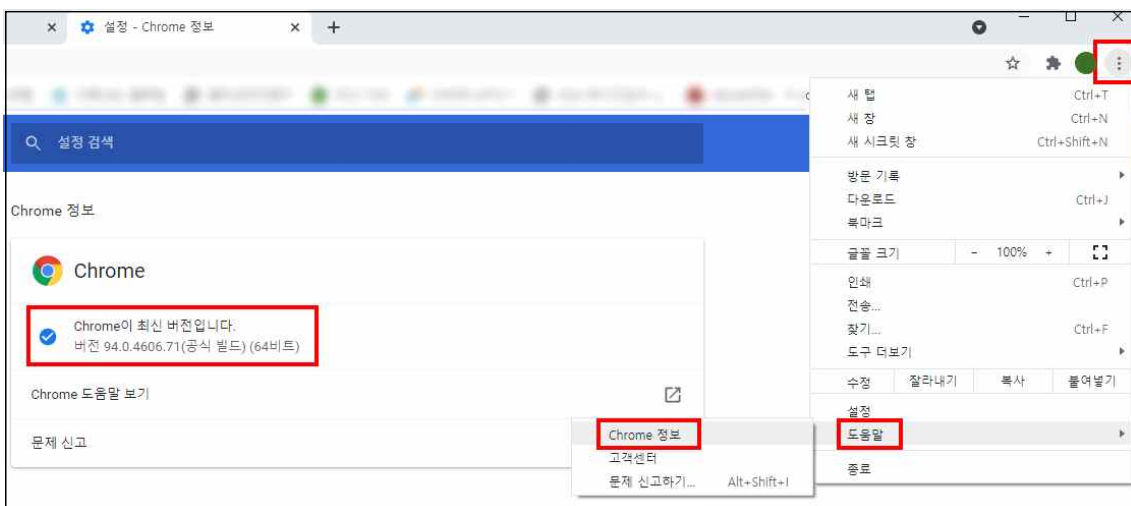 설정 - Chrome 정보
새 탭 Ctrl+T
새 창 Ctrl+N
새 시크릿 창 Ctrl+Shift+N
방문 기록
다운로드 Ctrl+J
북마크
글꼴 크기 - 100% +
인쇄 Ctrl+P
전송...
찾기... Ctrl+F
도구 더보기
수정 잘라내기 복사 붙여넣기
설정
도움말
종료
설정 검색
Chrome 정보
Chrome
Chrome이 최신 버전입니다.
버전 94.0.4606.71(공식 빌드) (64비트)
Chrome 도움말 보기
문제 신고
Chrome 정보
고객센터
문제 신고하기... Alt+Shift+I